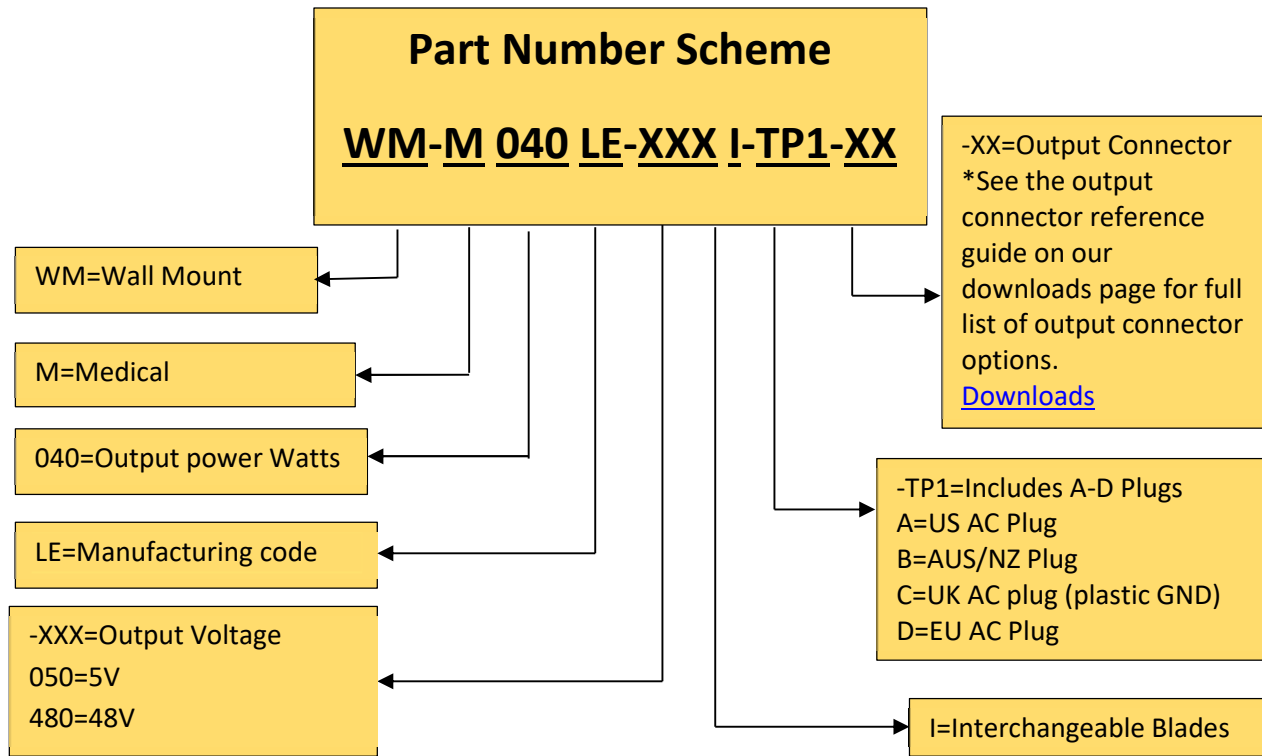 Part Number Scheme
WM-M 040 LE-XXX I-TP1-XX
WM=Wall Mount
M=Medical
040=Output power Watts
LE=Manufacturing code
-XXX=Output Voltage
050=5V
480=48V
-XX=Output Connector
*See the output
connector reference
guide on our
downloads page for full
list of output connector
options.
Downloads
-TP1=Includes A-D Plugs
A=US AC Plug
B=AUS/NZ Plug
C=UK AC plug (plastic GND)
D=EU AC Plug
I=Interchangeable Blades